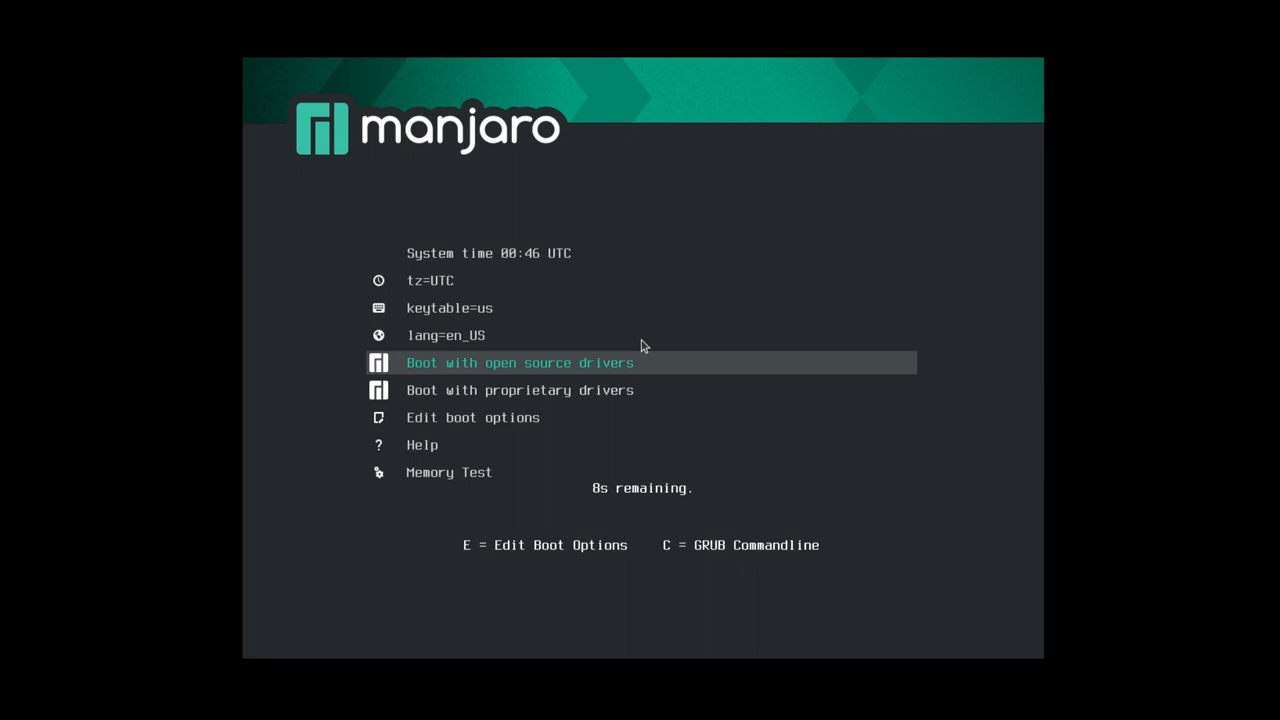 manjaro
System time 00:46 UTC
tz=UTC
keytable=us
lang=en_US
Boot with open source drivers
Boot with proprietary drivers
Edit boot options
? Help
Memory Test
8s remaining.
E = Edit Boot Options    C = GRUB Commandline